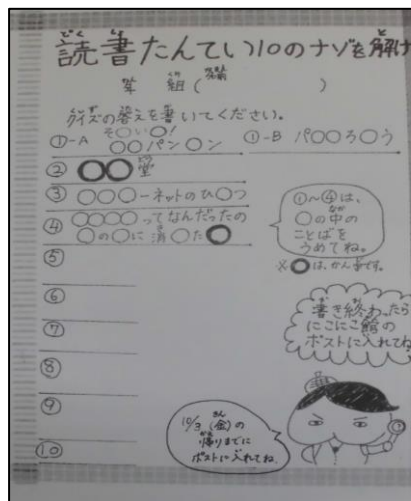 読書たんてい10のナゾを解け
年 組 (名前 )
クイズの答えを書いてください。
①-A そ○い○!
○○パン○ン
①-B パ○○ろ○う
② ○○堂
③ ○○○ーネットのひ○つ
④ ○○○○ってなんだったの
○の○に済○た○
⑤
⑥
⑦
⑧
⑨
⑩
①~④は、
○の中の
ことばを
うめてね。
※○は、かん字です。
書き終わったら
にこにこ館の
ポストに入れてね
10/3(金)の
帰りまでに
ポストに入れてね.